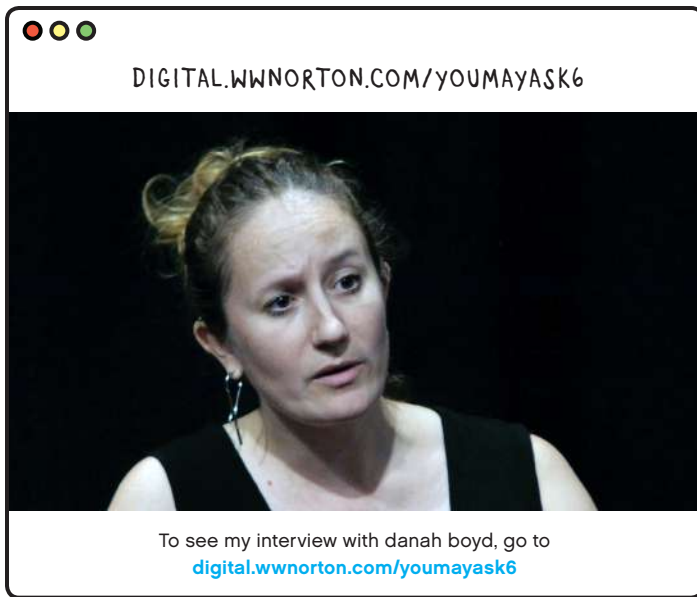 DIGITAL.WWNORTON.COM/YOUMAYASK6
To see my interview with danah boyd, go to
digital.wwnorton.com/youmayask6